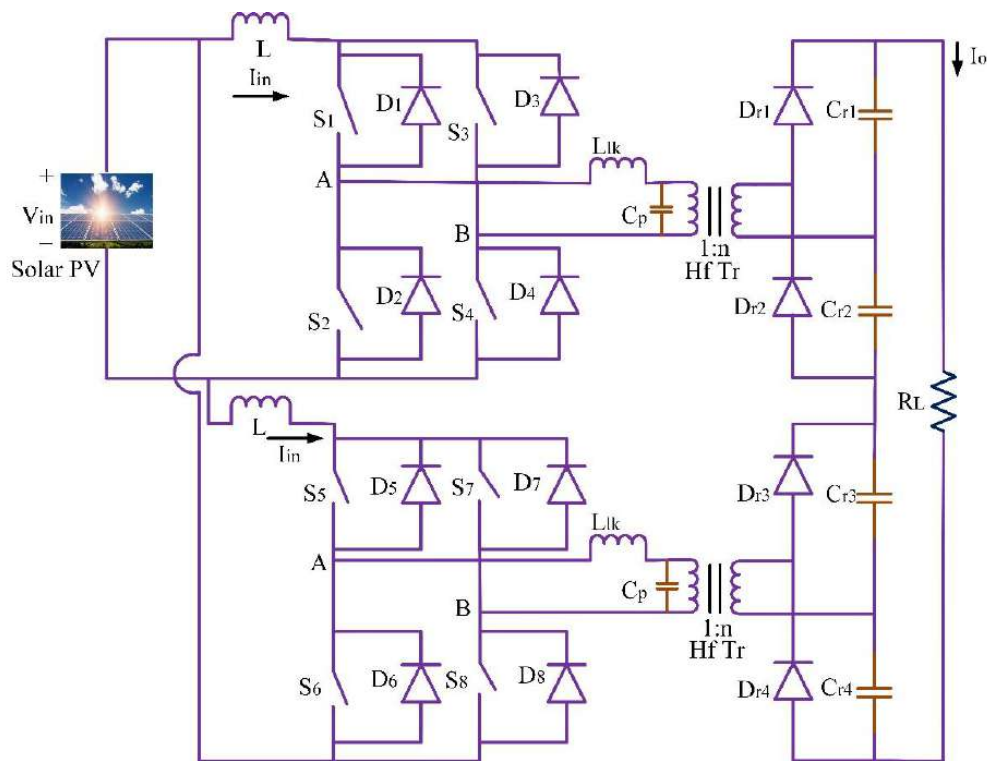 L
Iin
S1
D1
S3
D3
Dr1
Cr1
Io
A
Llk
Cp
B
1:n
Hf Tr
+
Vin
−
Solar PV
S2
D2
S4
D4
Dr2
Cr2
RL
L
Iin
S5
D5
S7
D7
Dr3
Cr3
A
Llk
Cp
B
1:n
Hf Tr
S6
D6
S8
D8
Dr4
Cr4